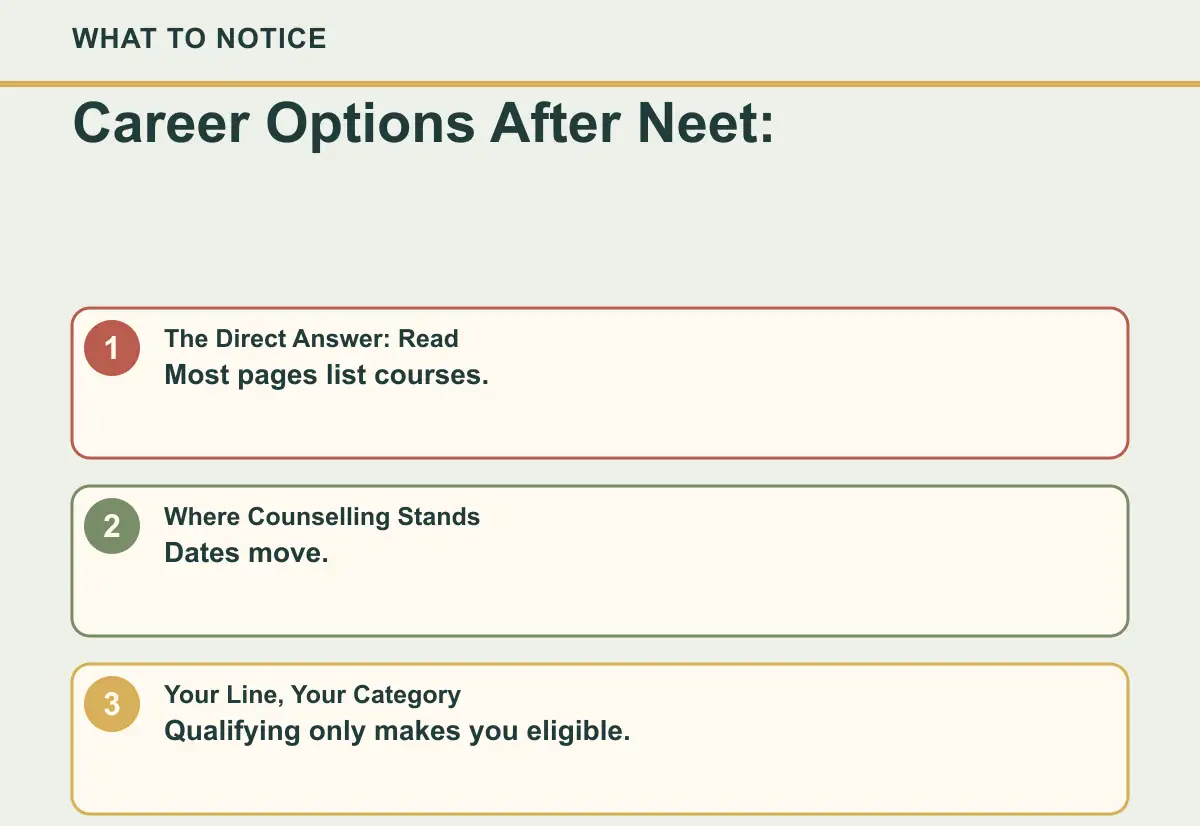 WHAT TO NOTICE
Career Options After Neet:
1
The Direct Answer: Read
Most pages list courses.
2
Where Counselling Stands
Dates move.
3
Your Line, Your Category
Qualifying only makes you eligible.